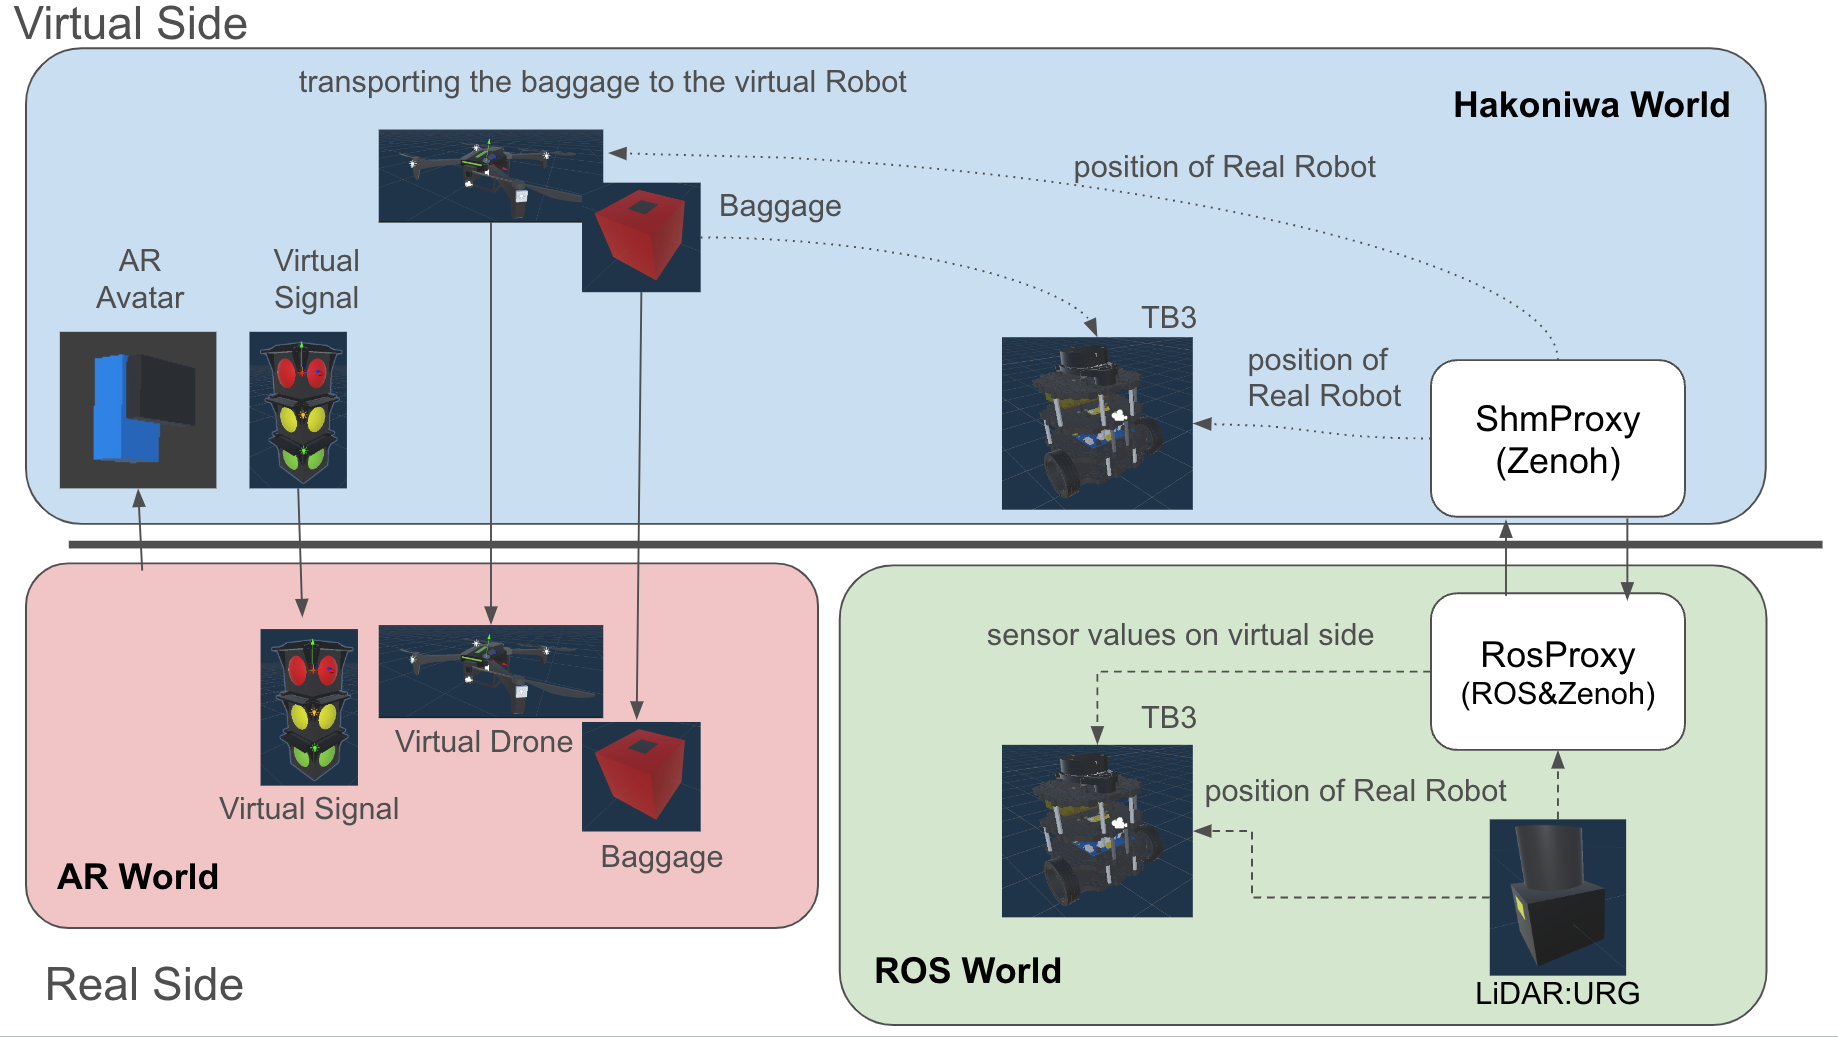 Virtual Side
transporting the baggage to the virtual Robot
Hakoniwa World
position of Real Robot
Baggage
AR
Avatar
Virtual
Signal
TB3
position of
Real Robot
ShmProxy
(Zenoh)
sensor values on virtual side
RosProxy
(ROS&Zenoh)
TB3
Virtual Drone
position of Real Robot
Virtual Signal
Baggage
AR World
ROS World
Real Side
LiDAR:URG